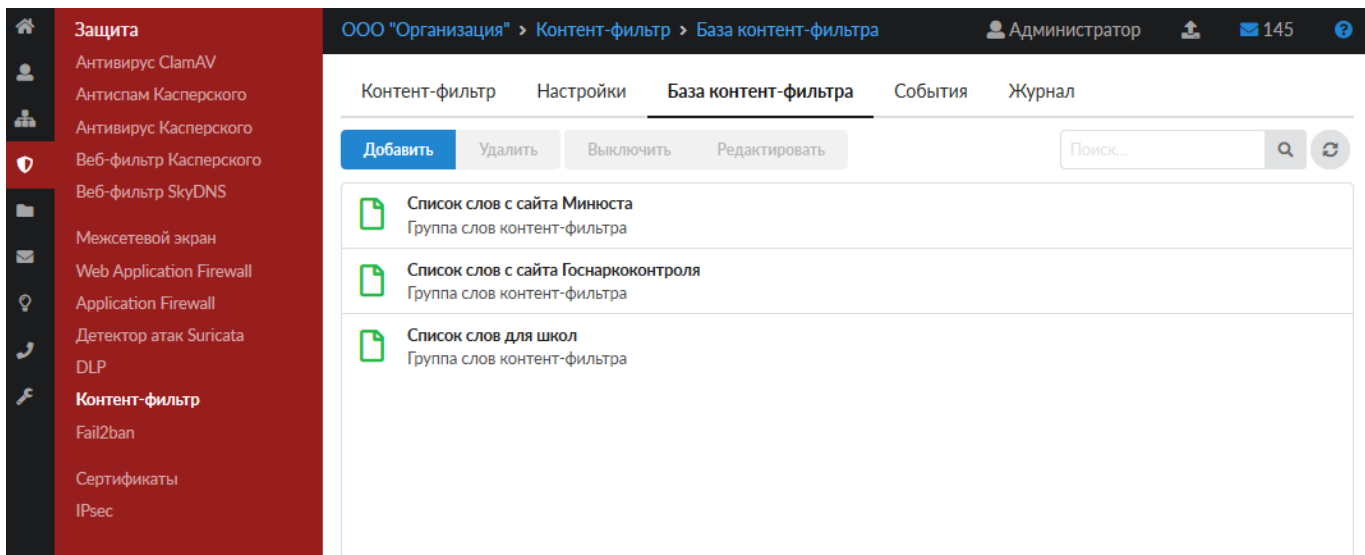 Защита
Антивирус ClamAV
Антиспам Касперского
Антивирус Касперского
Веб-фильтр Касперского
Веб-фильтр SkyDNS
Межсетевой экран
Web Application Firewall
Application Firewall
Детектор атак Suricata
DLP
Контент-фильтр
Fail2ban
Сертификаты
IPsec
ООО "Организация" > Контент-фильтр > База контент-фильтра
Администратор
145
?
Контент-фильтр Настройки База контент-фильтра События Журнал
Добавить Удалить Выключить Редактировать Поиск...
Список слов с сайта Минюста
Группа слов контент-фильтра
Список слов с сайта Госнаркоконтроля
Группа слов контент-фильтра
Список слов для школ
Группа слов контент-фильтра